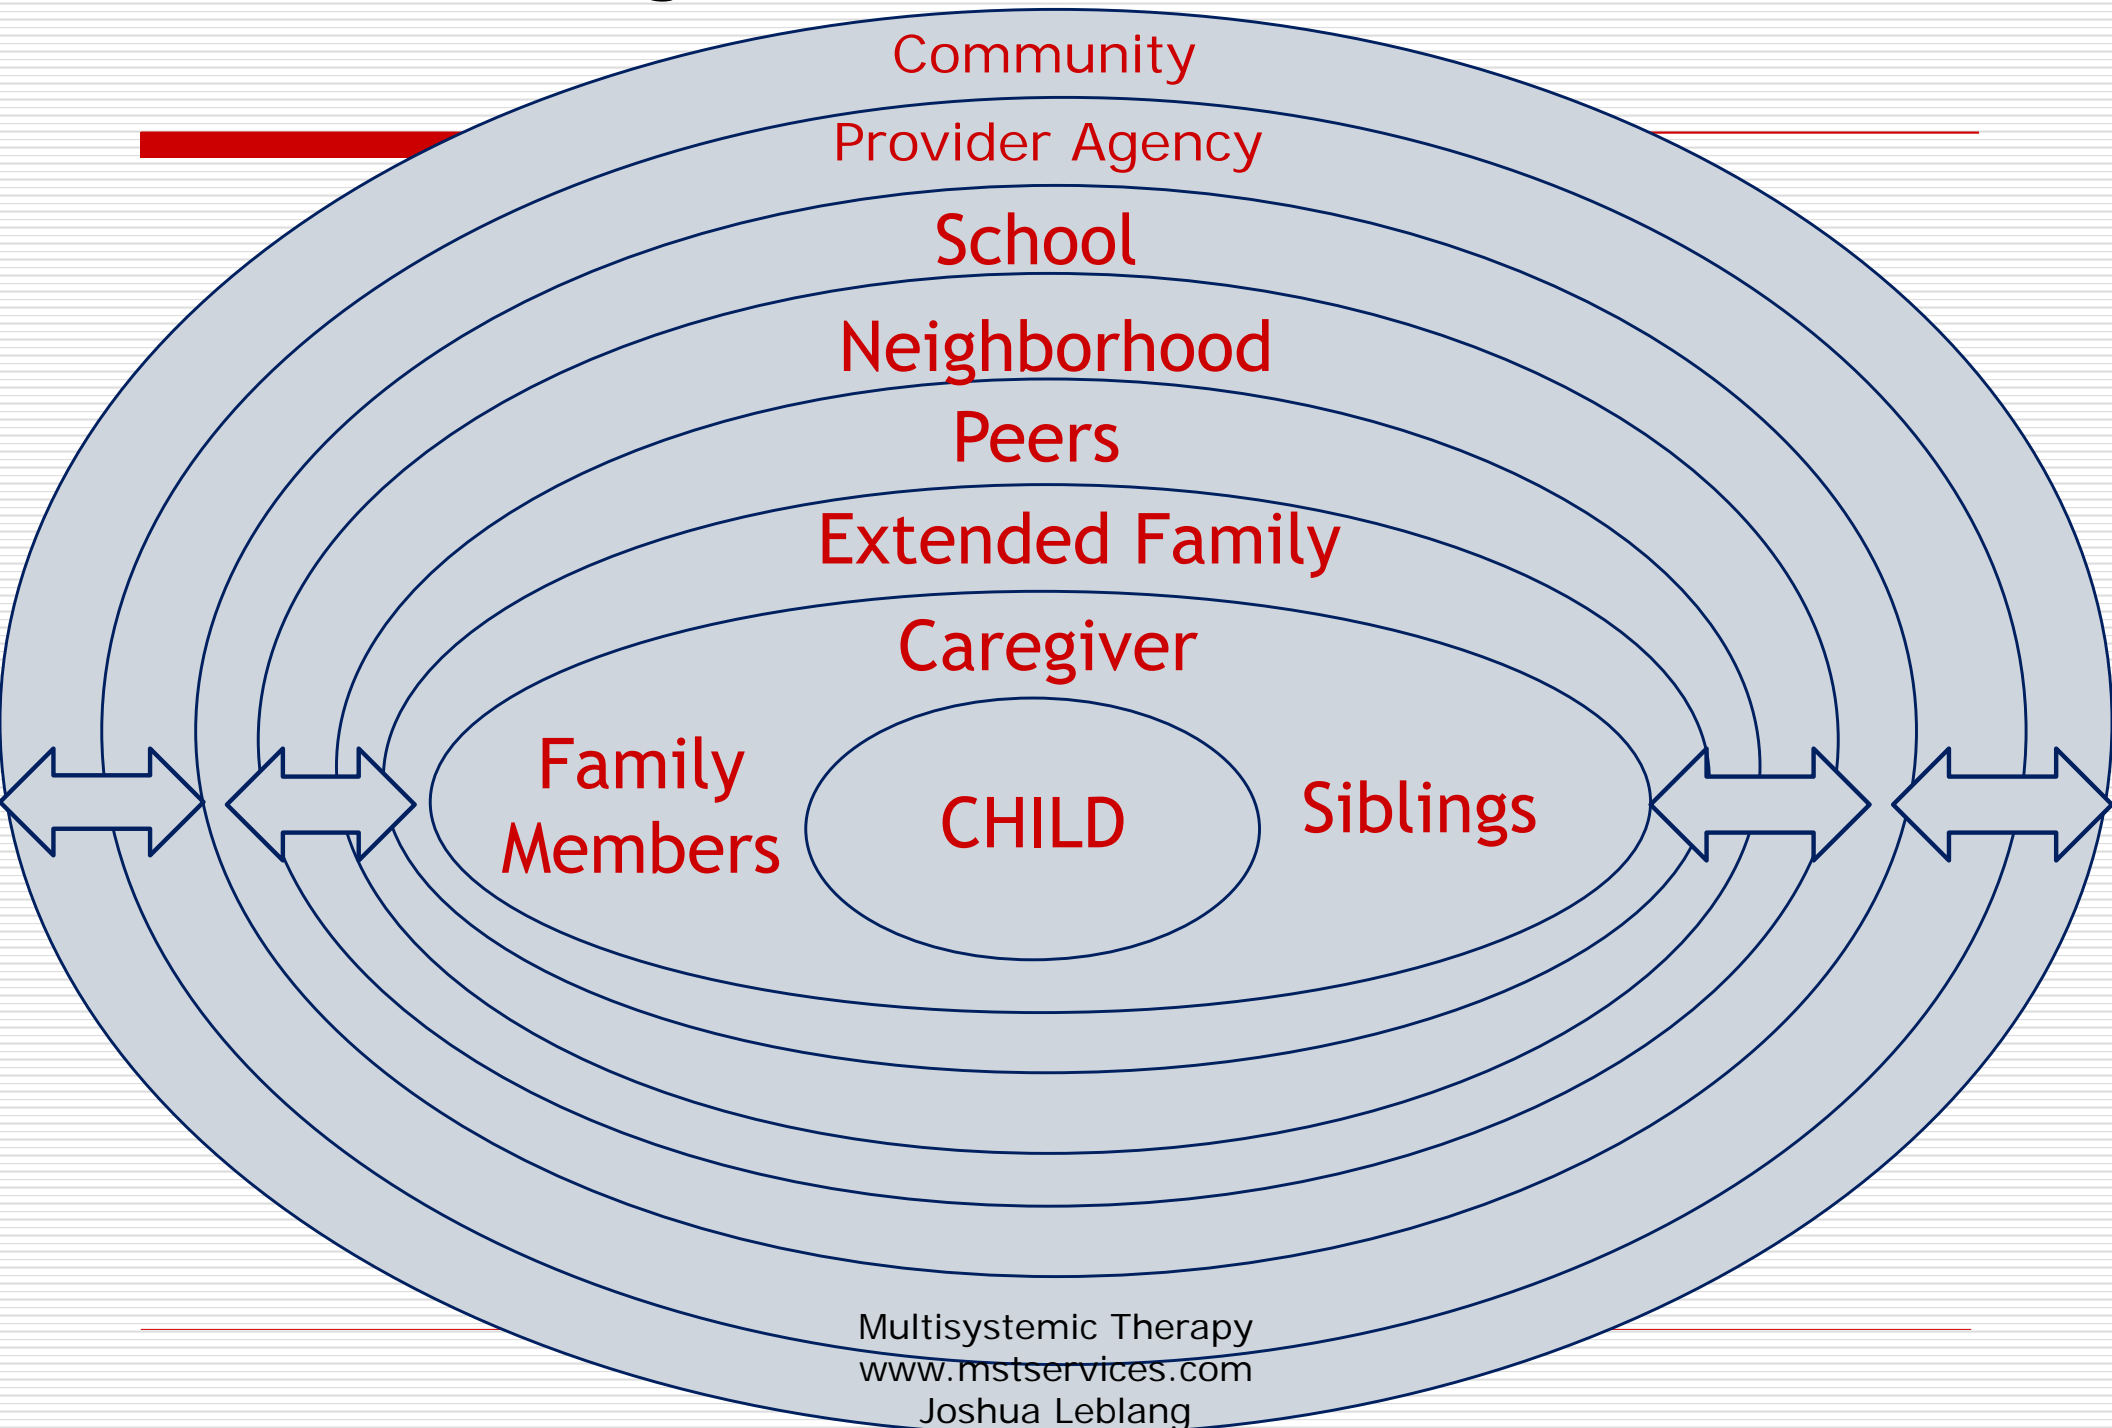 Community
Provider Agency
School
Neighborhood
Peers
Extended Family
Caregiver
Family
Members
CHILD
Siblings
Multisystemic Therapy
www.mstservices.com
Joshua Leblang